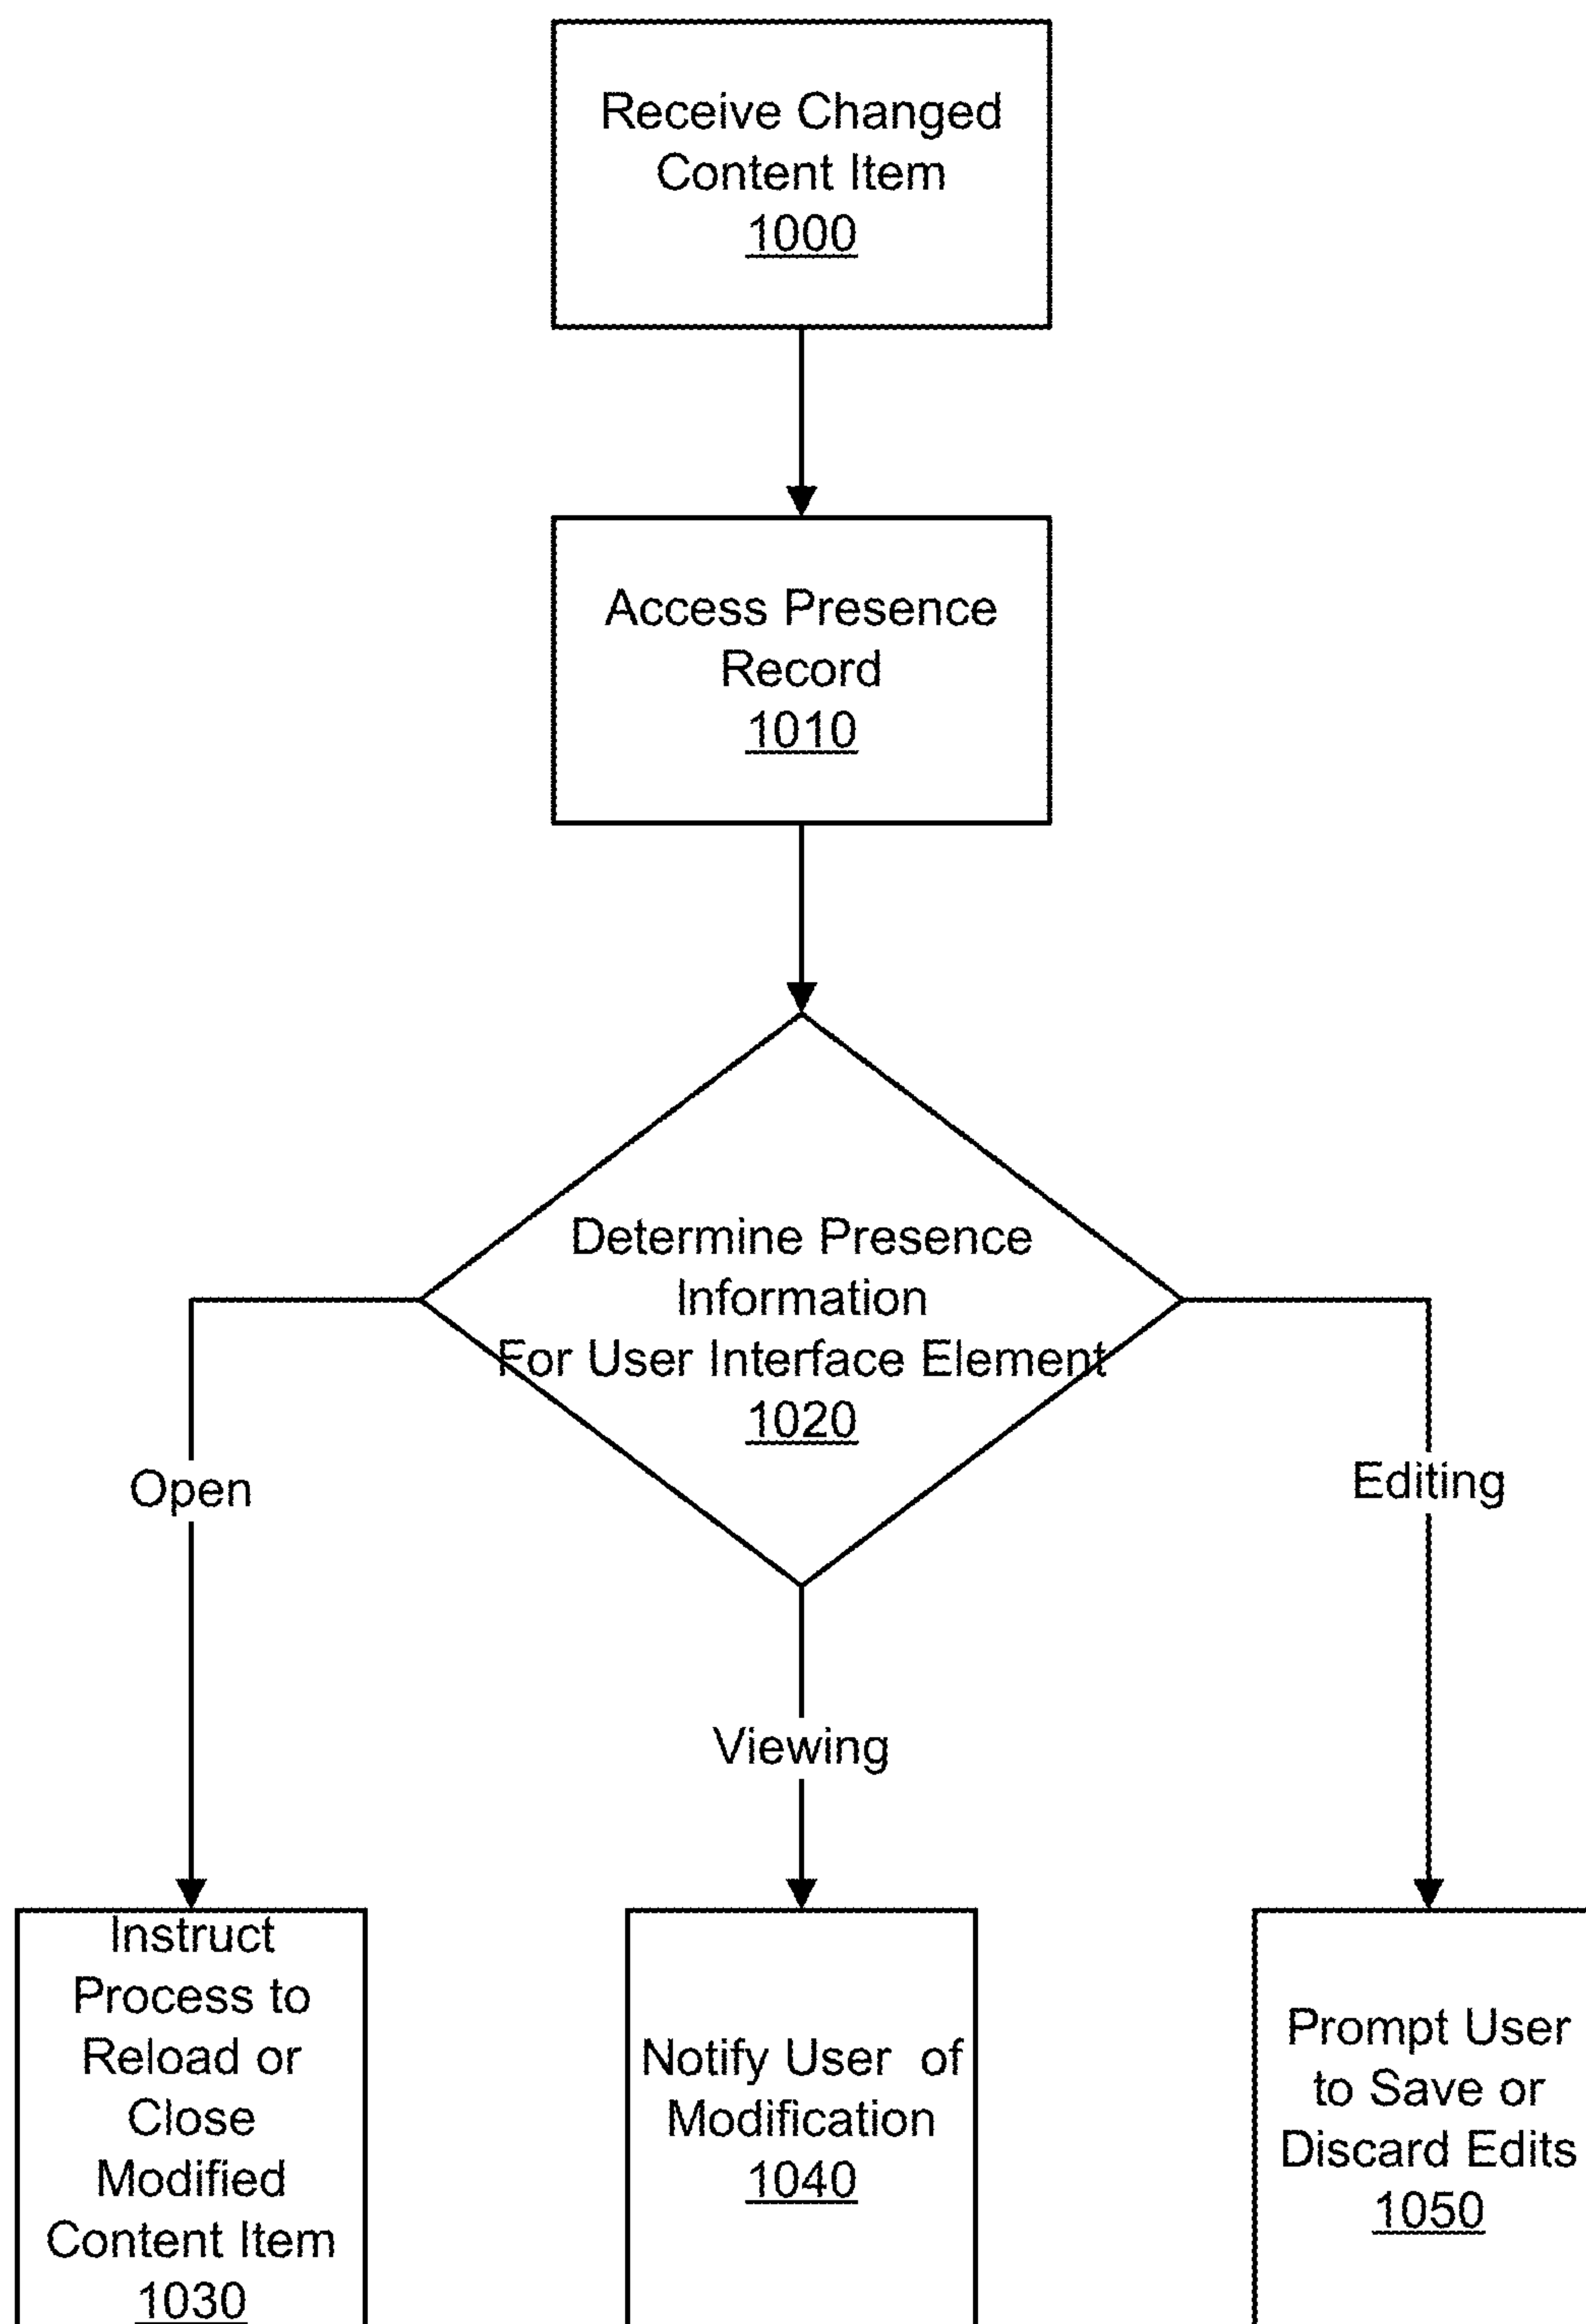 Receive Changed
Content Item
1000
Access Presence
Record
1010
Determine Presence
Information
For User Interface Element
1020
Open
Editing
Viewing
Instruct
Process to
Reload or
Close
Modified
Content Item
1030
Notify User of
Modification
1040
Prompt User
to Save or
Discard Edits
1050